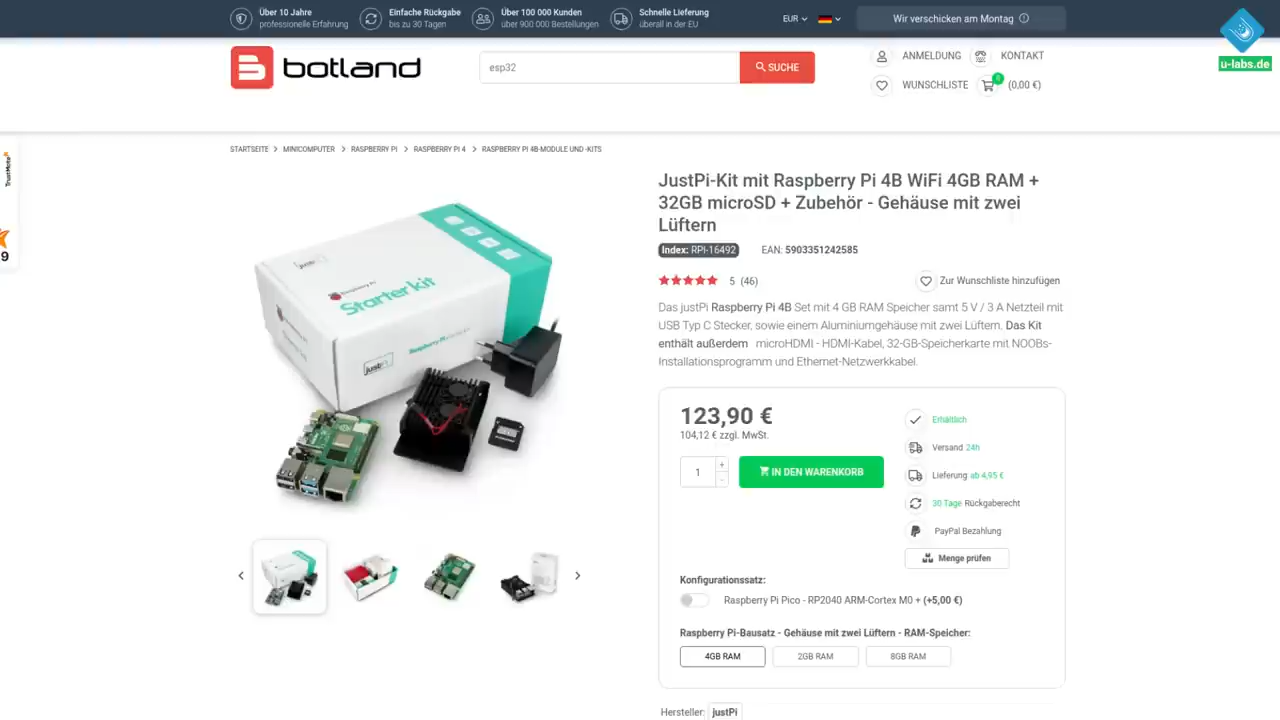 Über 10 Jahre
professionelle Erfahrung
Einfache Rückgabe
bis zu 30 Tagen
Über 100 000 Kunden
über 900 000 Bestellungen
Schnelle Lieferung
überall in der EU
EUR
Wir verschicken am Montag
u-labs.de
botland
esp32
SUCHE
ANMELDUNG
KONTAKT
WUNSCHLISTE
0
(0,00 €)
TrustMate
9
STARTSEITE > MINICOMPUTER > RASPBERRY PI > RASPBERRY PI 4 > RASPBERRY PI 4B-MODULE UND -KITS
JustPi-Kit mit Raspberry Pi 4B WiFi 4GB RAM +
32GB microSD + Zubehör - Gehäuse mit zwei
Lüftern
Index: RPI-16492
EAN: 5903351242585
5 (46)
Zur Wunschliste hinzufügen
Das justPi Raspberry Pi 4B Set mit 4 GB RAM Speicher samt 5 V / 3 A Netzteil mit
USB Typ C Stecker, sowie einem Aluminiumgehäuse mit zwei Lüftern. Das Kit
enthält außerdem microHDMI - HDMI-Kabel, 32-GB-Speicherkarte mit NOOBs-
Installationsprogramm und Ethernet-Netzwerkkabel.
justPi
Raspberry Pi
Starter kit
justPi
Raspberry Pi
123,90 €
104,12 € zzgl. MwSt.
1
+
-
IN DEN WARENKORB
Erhältlich
Versand 24h
Lieferung ab 4,95 €
30 Tage Rückgaberecht
PayPal Bezahlung
Menge prüfen
Konfigurationssatz:
Raspberry Pi Pico - RP2040 ARM-Cortex M0 + (+5,00 €)
Raspberry Pi-Bausatz - Gehäuse mit zwei Lüftern - RAM-Speicher:
4GB RAM
2GB RAM
8GB RAM
Hersteller: justPi